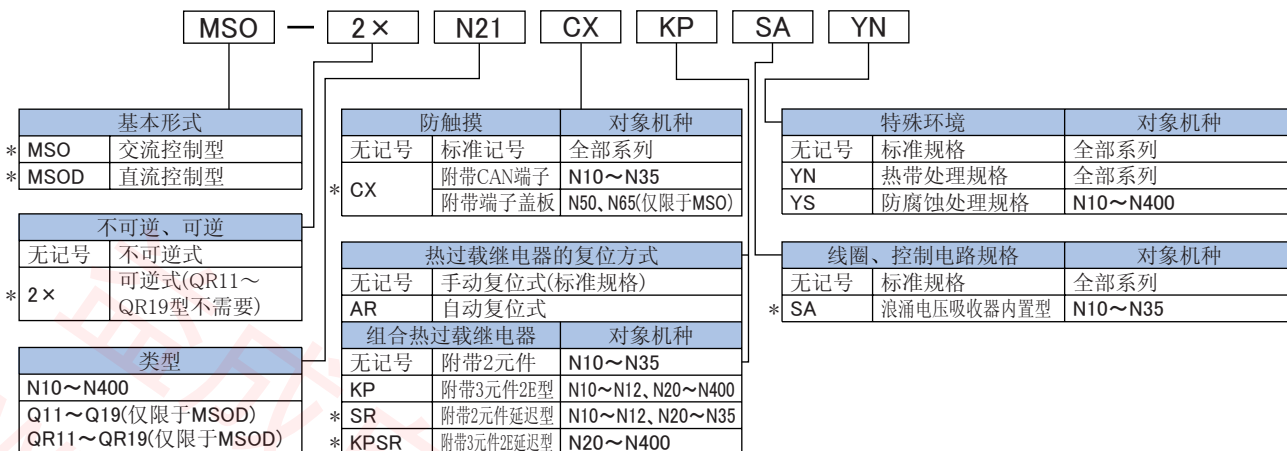 MSO — 2× N21 CX KP SA YN
基本形式
* MSO 交流控制型
* MSOD 直流控制型
不可逆、可逆
无记号 不可逆式
* 2× 可逆式(QR11～
QR19型不需要)
类型
N10～N400
Q11～Q19(仅限于MSOD)
QR11～QR19(仅限于MSOD)
防触摸 对象机种
无记号 标准记号 全部系列
* CX 附带CAN端子 N10～N35
附带端子盖板 N50、N65(仅限于MSO)
热过载继电器的复位方式
无记号 手动复位式(标准规格)
AR 自动复位式
组合热过载继电器 对象机种
无记号 附带2元件 N10～N35
KP 附带3元件2E型 N10～N12、N20～N400
* SR 附带2元件延迟型 N10～N12、N20～N35
* KPSR 附带3元件2E延迟型 N20～N400
特殊环境 对象机种
无记号 标准规格 全部系列
YN 热带处理规格 全部系列
YS 防腐蚀处理规格 N10～N400
线圈、控制电路规格 对象机种
无记号 标准规格 全部系列
* SA 浪涌电压吸收器内置型 N10～N35